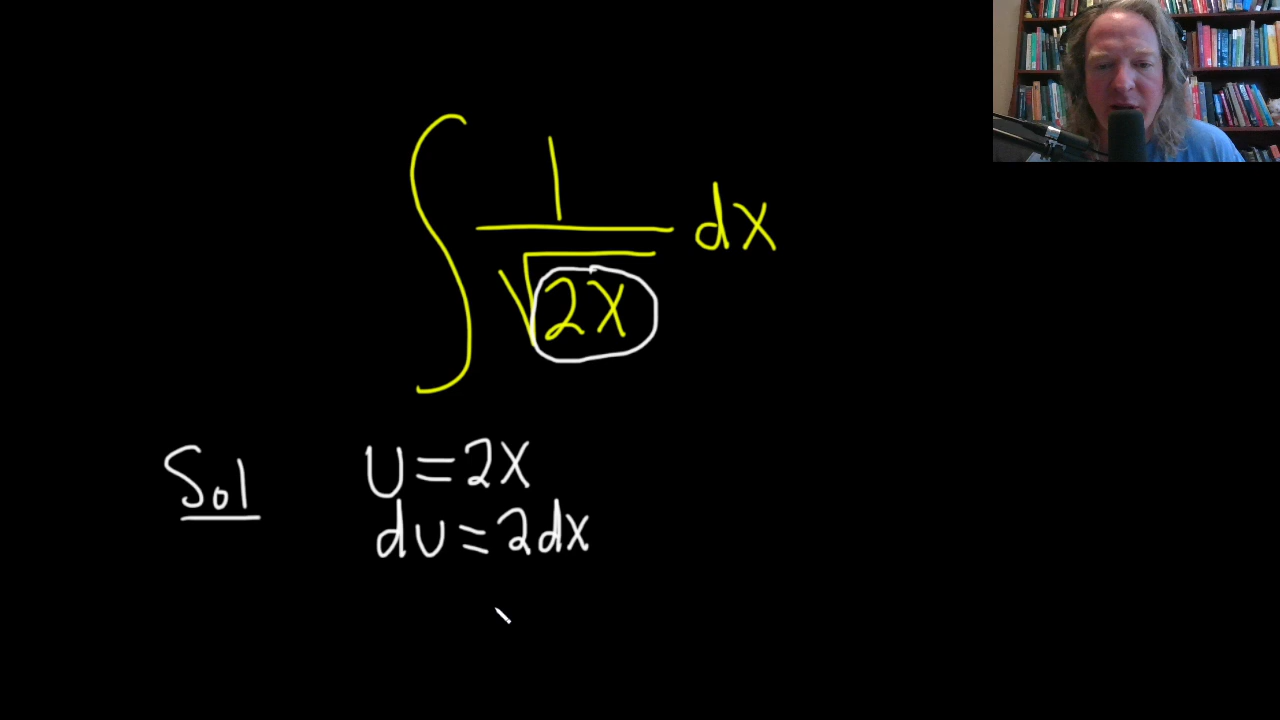 ∫ 1/√2x dx
Sol U=2x
du=2dx